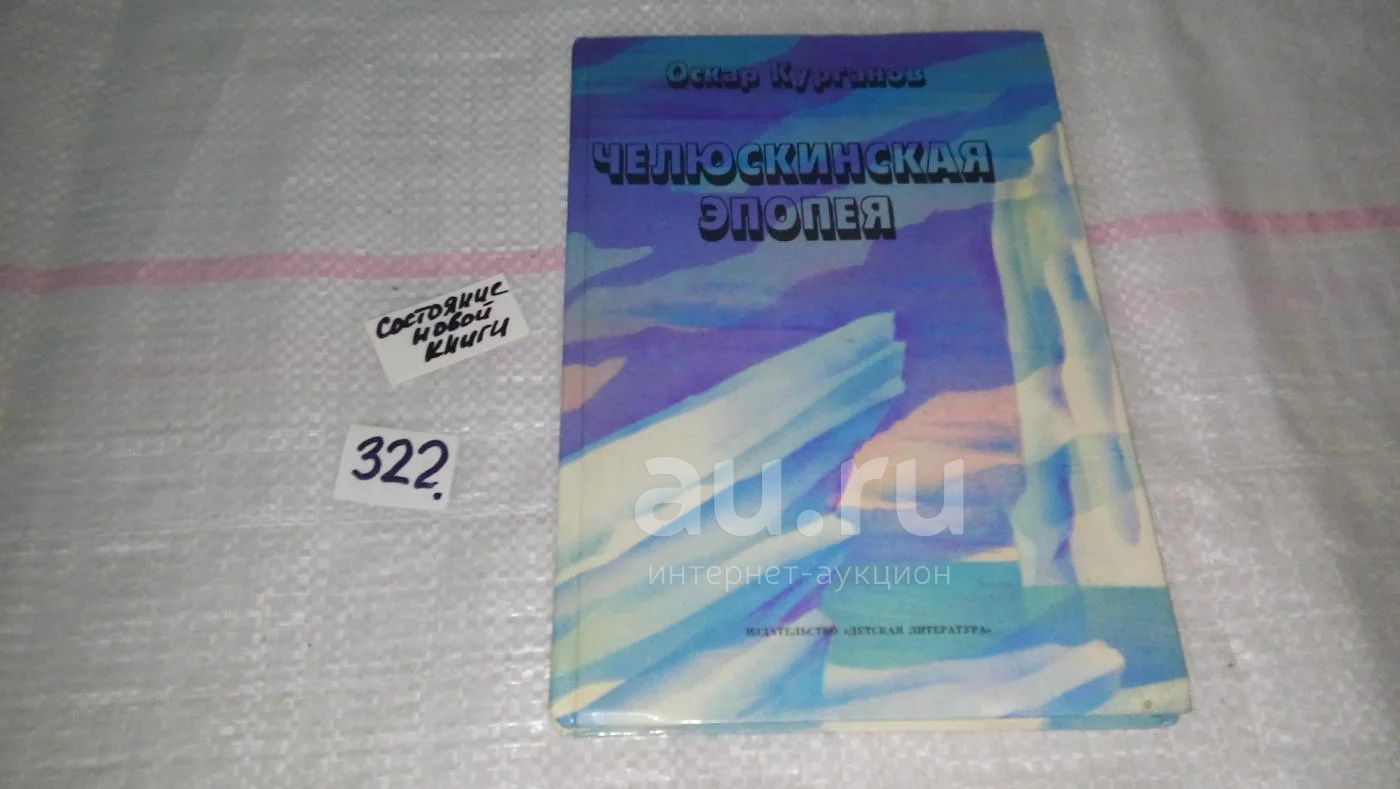 Оскар Курганов
ЧЕЛЮСКИНСКАЯ
ЭПОПЕЯ
Состояние
новой
книги
322.
au.ru
интернет-аукцион
ИЗДАТЕЛЬСТВО «ДЕТСКАЯ ЛИТЕРАТУРА»